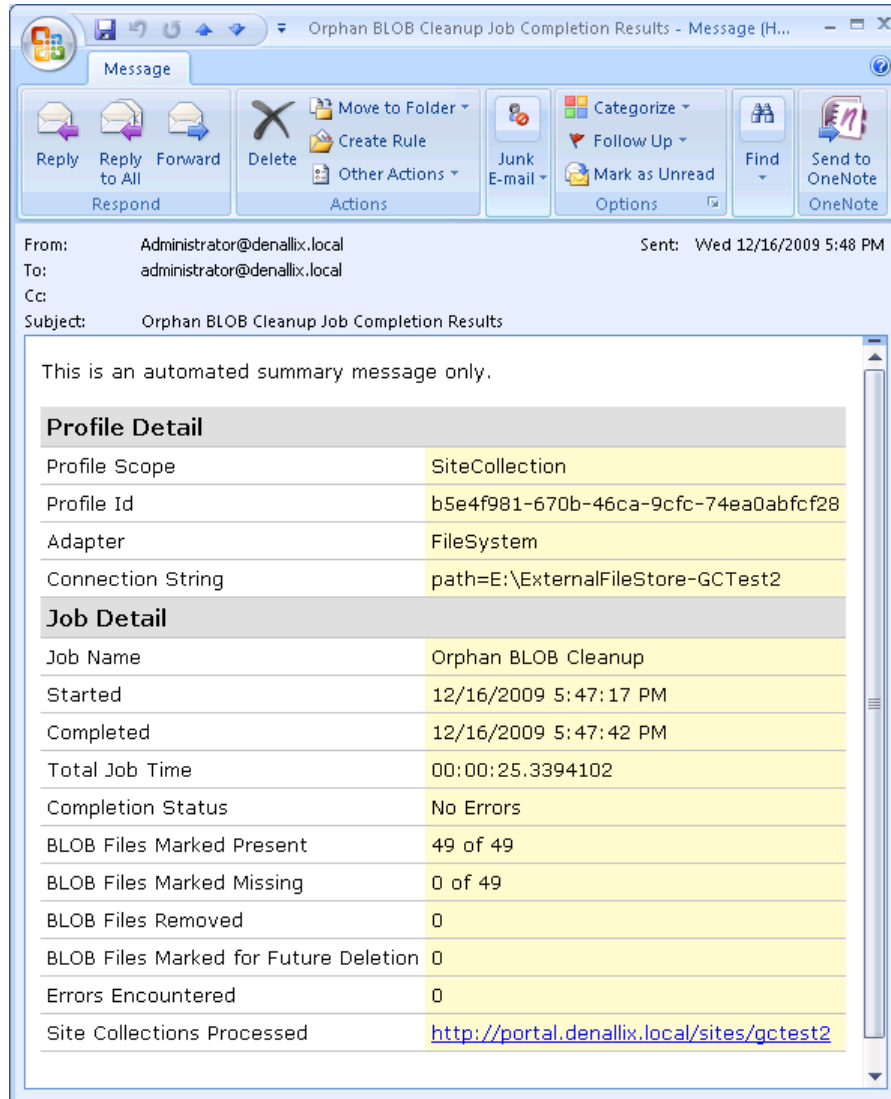 Orphan BLOB Cleanup Job Completion Results - Message (H...
Message
Reply
Reply to All
Forward
Respond
Delete
Move to Folder
Create Rule
Other Actions
Actions
Junk E-mail
Categorize
Follow Up
Mark as Unread
Options
Find
Send to OneNote
OneNote
From: Administrator@denallix.local Sent: Wed 12/16/2009 5:48 PM
To: administrator@denallix.local
Cc:
Subject: Orphan BLOB Cleanup Job Completion Results
This is an automated summary message only.
Profile Detail
Profile Scope SiteCollection
Profile Id b5e4f981-670b-46ca-9cfc-74ea0abfcf28
Adapter FileSystem
Connection String path=E:\ExternalFileStore-GCTest2
Job Detail
Job Name Orphan BLOB Cleanup
Started 12/16/2009 5:47:17 PM
Completed 12/16/2009 5:47:42 PM
Total Job Time 00:00:25.3394102
Completion Status No Errors
BLOB Files Marked Present 49 of 49
BLOB Files Marked Missing 0 of 49
BLOB Files Removed 0
BLOB Files Marked for Future Deletion 0
Errors Encountered 0
Site Collections Processed http://portal.denallix.local/sites/gctest2